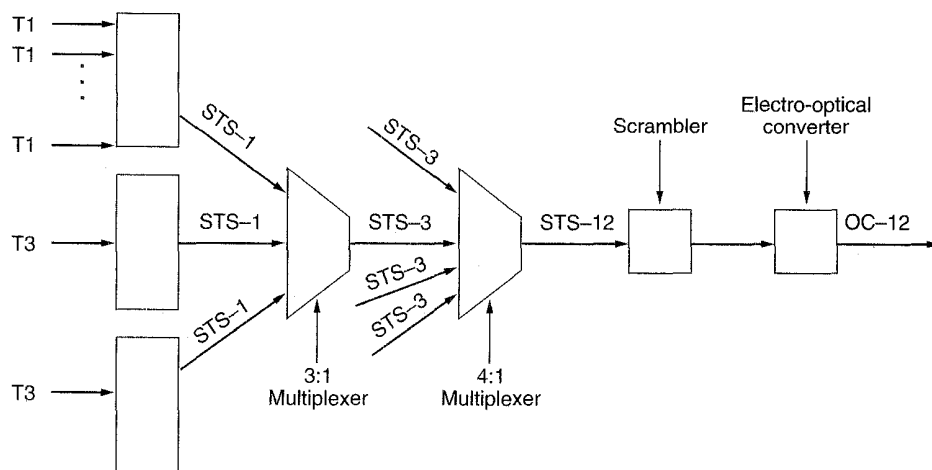 T1
T1
T1
T3
T3
STS–1
STS–1
STS–1
3:1
Multiplexer
STS–3
STS–3
STS–3
STS–3
4:1
Multiplexer
STS–12
Scrambler
Electro-optical
converter
OC–12